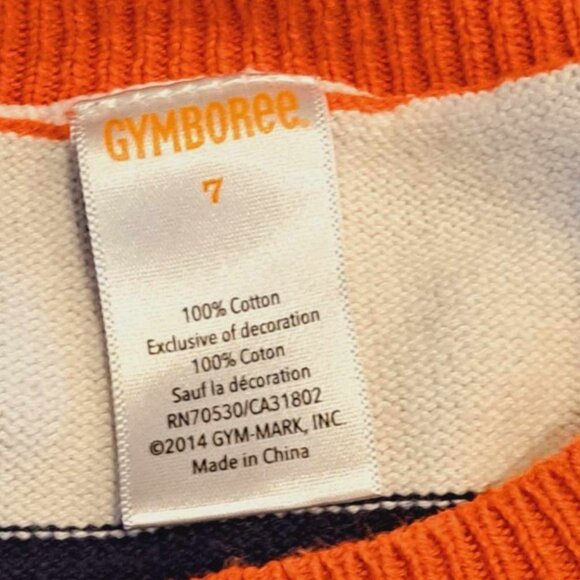 GYMBOREE
7
100% Cotton
Exclusive of decoration
100% Coton
Sauf la décoration
RN70530/CA31802
©2014 GYM-MARK, INC.
Made in China